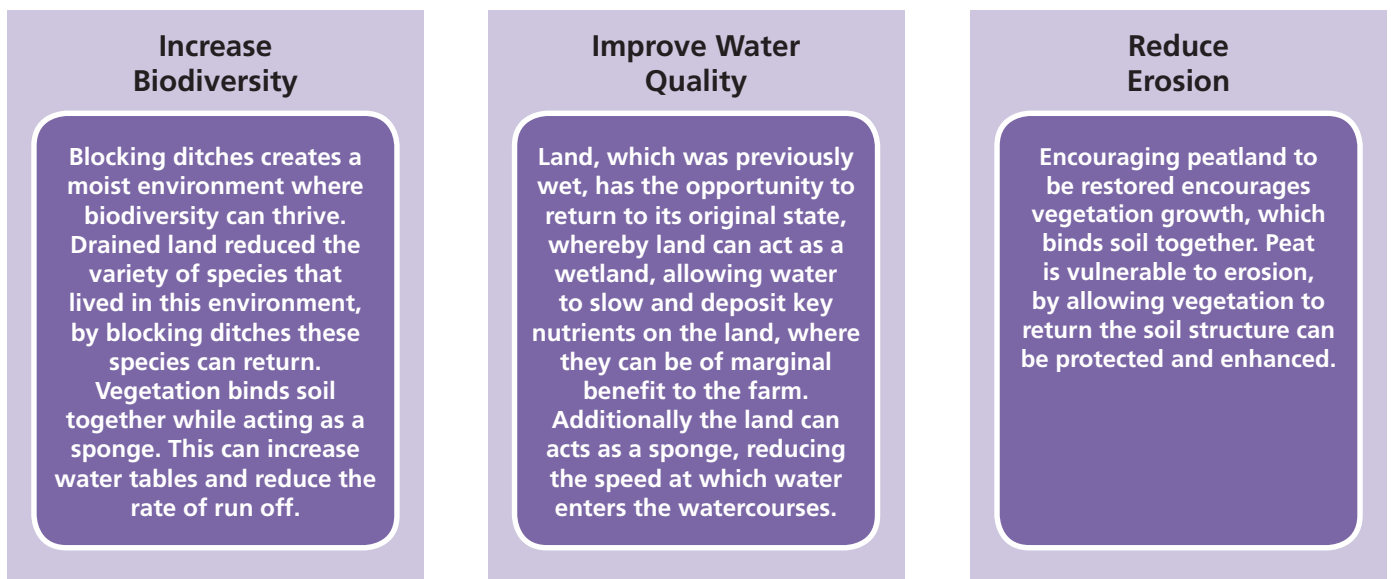 Increase
Biodiversity
Blocking ditches creates a
moist environment where
biodiversity can thrive.
Drained land reduced the
variety of species that
lived in this environment,
by blocking ditches these
species can return.
Vegetation binds soil
together while acting as a
sponge. This can increase
water tables and reduce the
rate of run off.
Improve Water
Quality
Land, which was previously
wet, has the opportunity to
return to its original state,
whereby land can act as a
wetland, allowing water
to slow and deposit key
nutrients on the land, where
they can be of marginal
benefit to the farm.
Additionally the land can
acts as a sponge, reducing
the speed at which water
enters the watercourses.
Reduce
Erosion
Encouraging peatland to
be restored encourages
vegetation growth, which
binds soil together. Peat
is vulnerable to erosion,
by allowing vegetation to
return the soil structure can
be protected and enhanced.